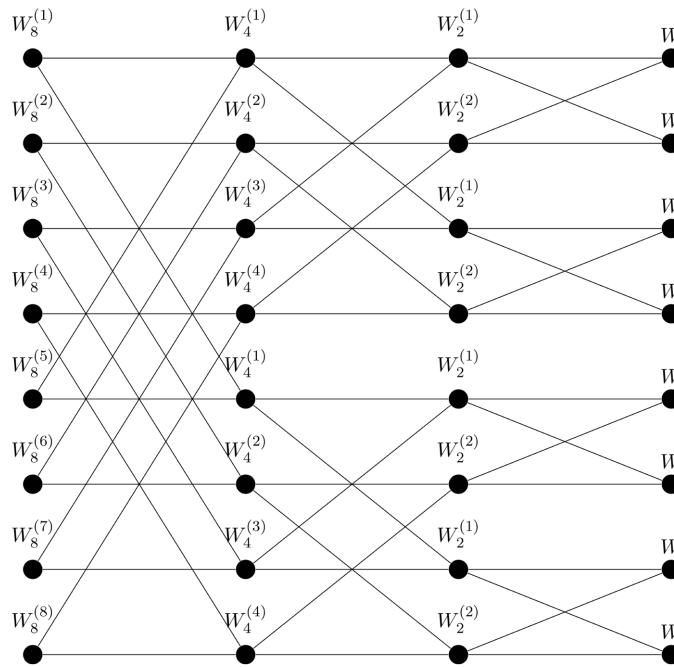 W_8^{(1)} W_4^{(1)} W_2^{(1)} W
W_8^{(2)} W_4^{(2)} W_2^{(2)} W
W_8^{(3)} W_4^{(3)} W_2^{(1)} W
W_8^{(4)} W_4^{(4)} W_2^{(2)} W
W_8^{(5)} W_4^{(1)} W_2^{(1)} W
W_8^{(6)} W_4^{(2)} W_2^{(2)} W
W_8^{(7)} W_4^{(3)} W_2^{(1)} W
W_8^{(8)} W_4^{(4)} W_2^{(2)} W